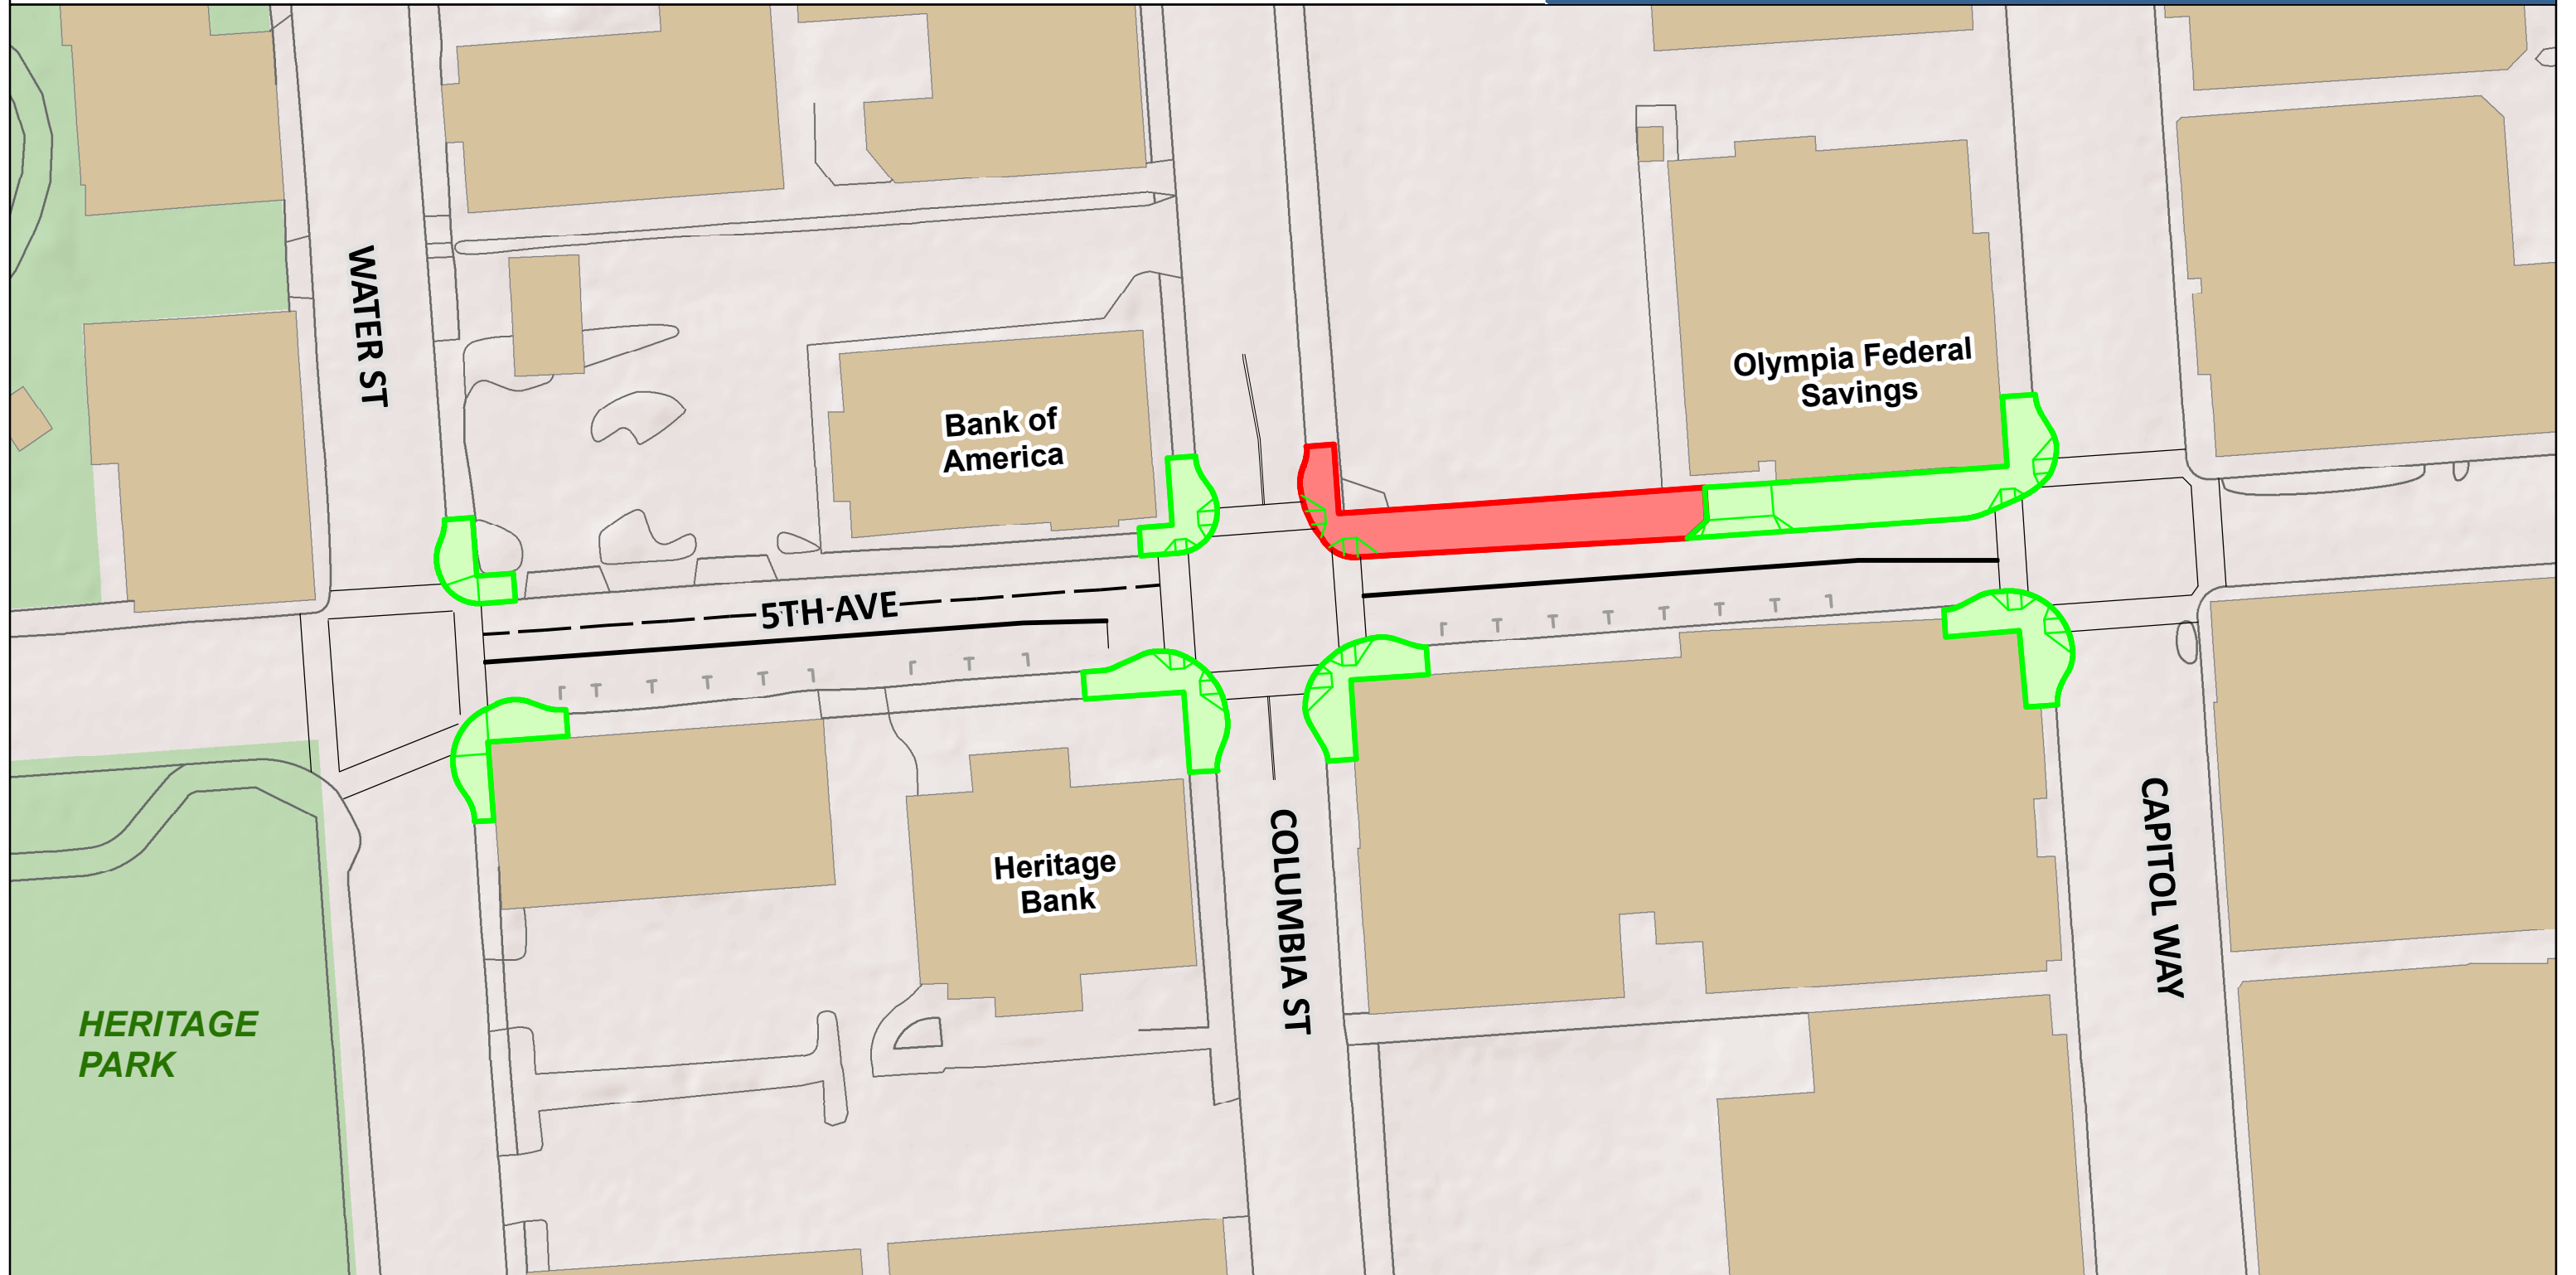 WATER ST
Olympia Federal
Savings
Bank of
America
5TH AVE
Heritage
Bank
COLUMBIA ST
CAPITOL WAY
HERITAGE
PARK